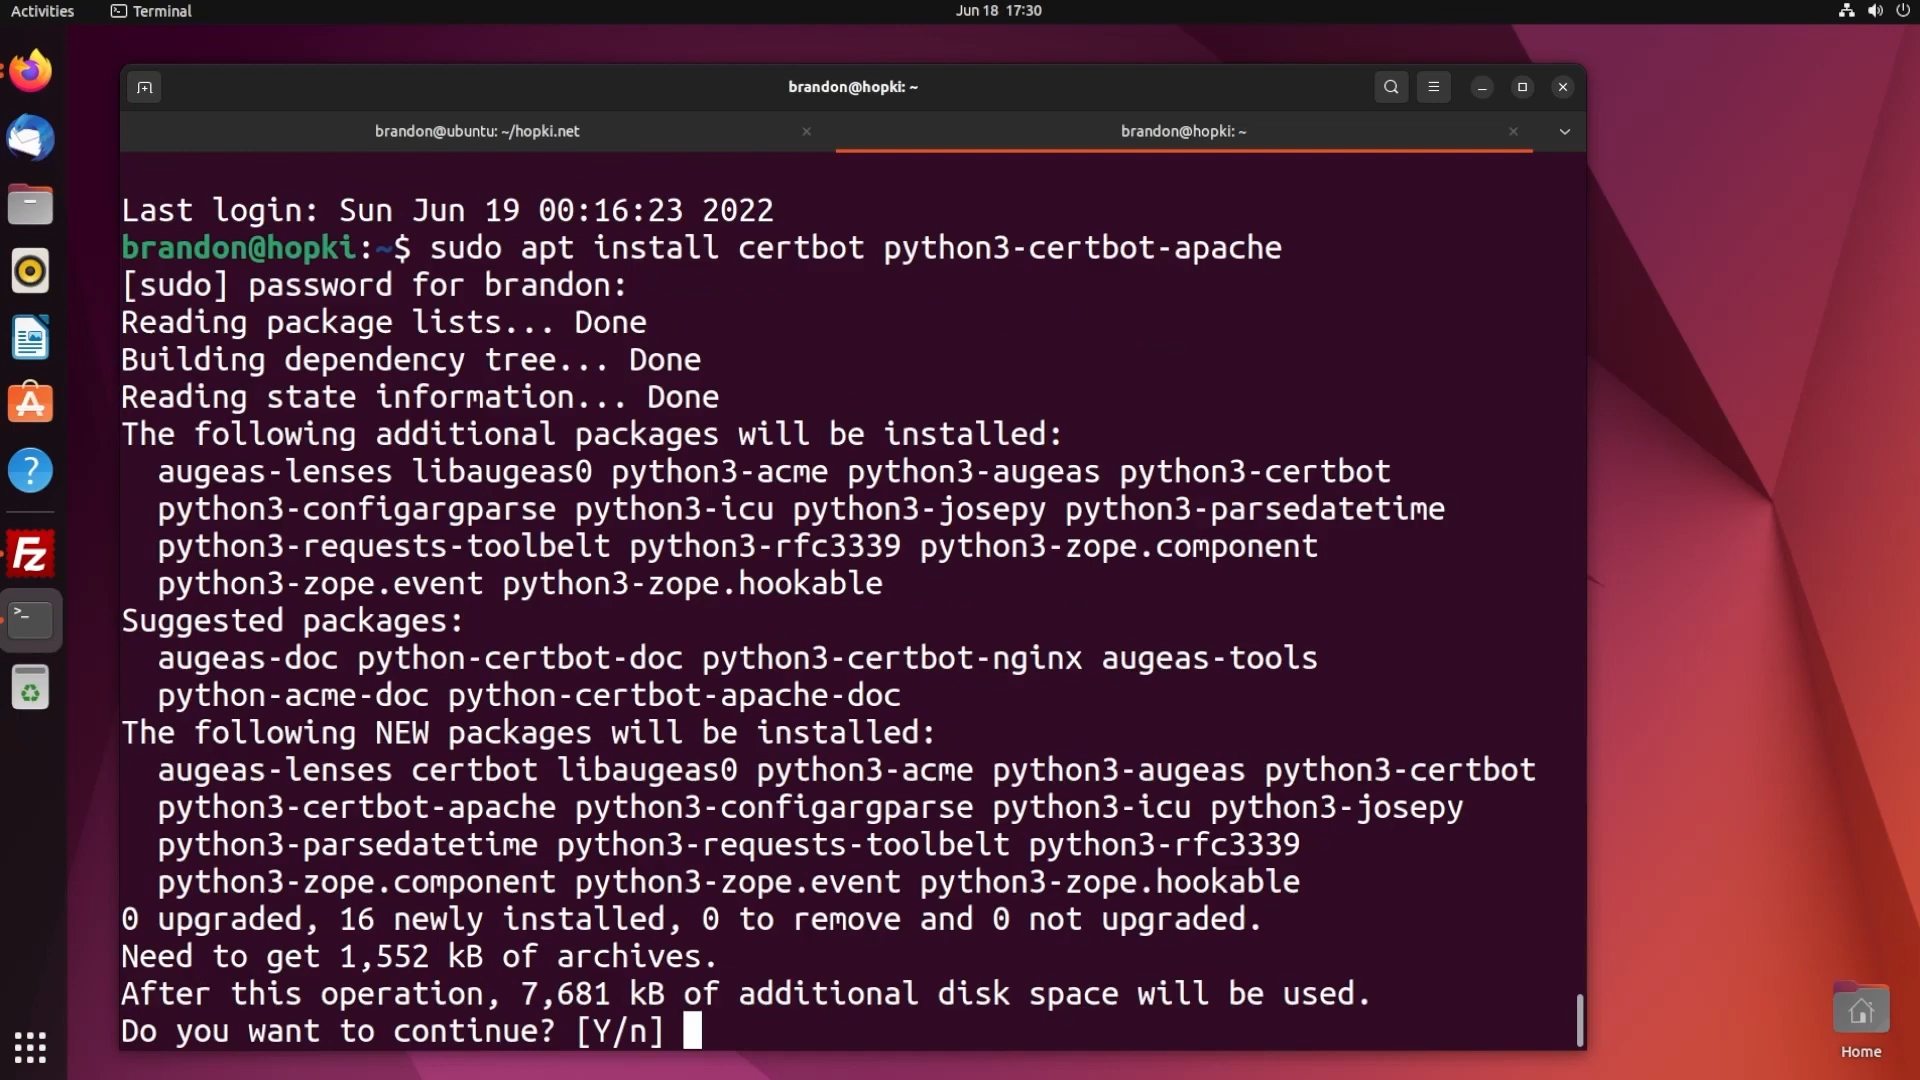 Activities Terminal Jun 18 17:30
brandon@hopki: ~
brandon@ubuntu: ~/hopki.net
brandon@hopki: ~
Last login: Sun Jun 19 00:16:23 2022
brandon@hopki:~$ sudo apt install certbot python3-certbot-apache
[sudo] password for brandon:
Reading package lists... Done
Building dependency tree... Done
Reading state information... Done
The following additional packages will be installed:
  augeas-lenses libaugeas0 python3-acme python3-augeas python3-certbot
  python3-configargparse python3-icu python3-josepy python3-parsedatetime
  python3-requests-toolbelt python3-rfc3339 python3-zope.component
  python3-zope.event python3-zope.hookable
Suggested packages:
  augeas-doc python-certbot-doc python3-certbot-nginx augeas-tools
  python-acme-doc python-certbot-apache-doc
The following NEW packages will be installed:
  augeas-lenses certbot libaugeas0 python3-acme python3-augeas python3-certbot
  python3-certbot-apache python3-configargparse python3-icu python3-josepy
  python3-parsedatetime python3-requests-toolbelt python3-rfc3339
  python3-zope.component python3-zope.event python3-zope.hookable
0 upgraded, 16 newly installed, 0 to remove and 0 not upgraded.
Need to get 1,552 kB of archives.
After this operation, 7,681 kB of additional disk space will be used.
Do you want to continue? [Y/n]
Fz
Home